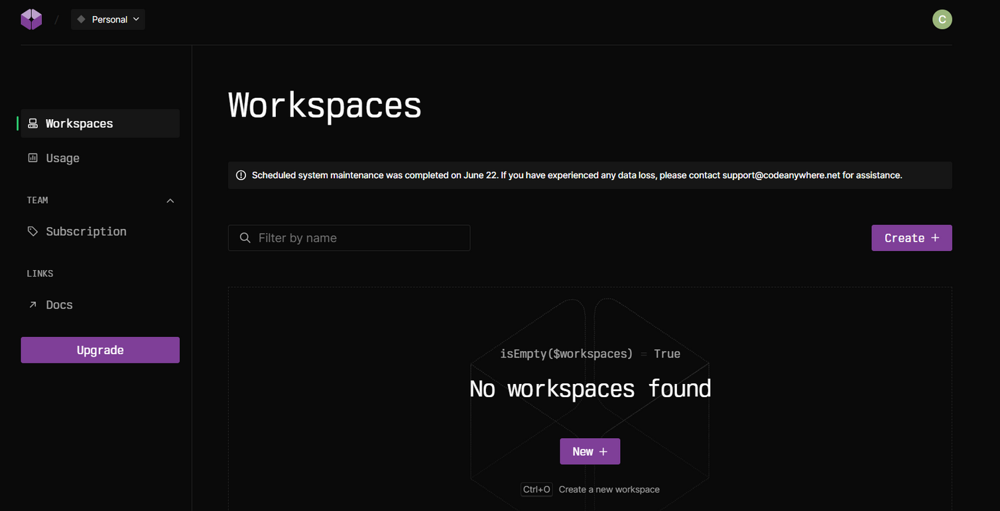 / Personal
C
Workspaces
Usage
TEAM
Subscription
LINKS
Docs
Upgrade
Workspaces
Scheduled system maintenance was completed on June 22. If you have experienced any data loss, please contact support@codeanywhere.net for assistance.
Filter by name
Create +
isEmpty($workspaces) = True
No workspaces found
New +
Ctrl+O Create a new workspace